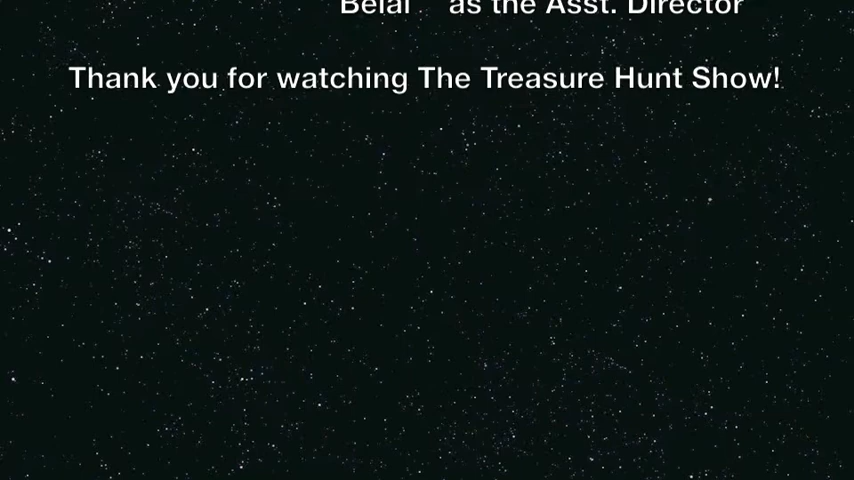 Belal as the Asst. Director
Thank you for watching The Treasure Hunt Show!